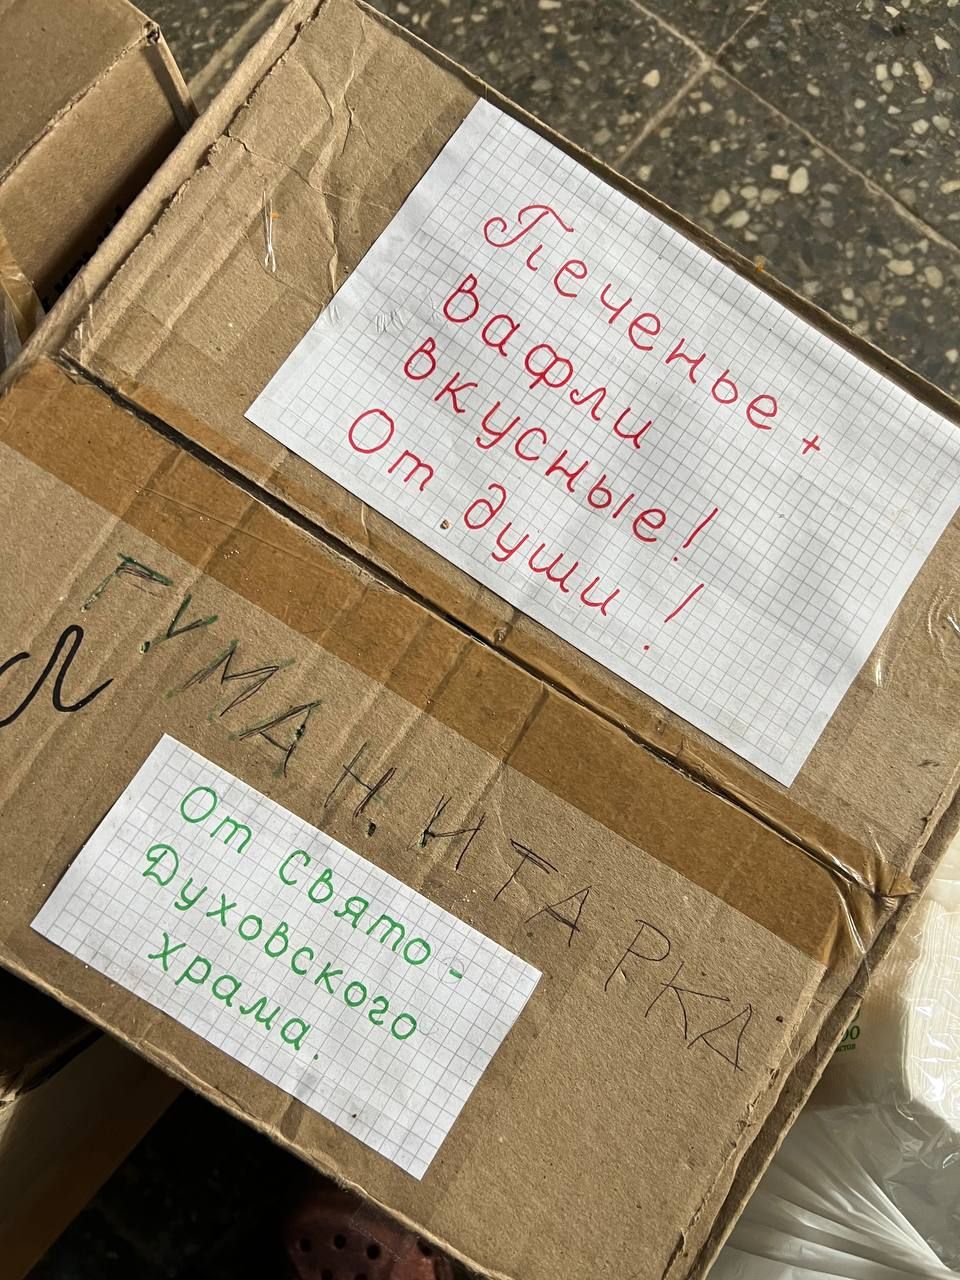 Печенье +
вафли
вкусные!
От души!
ГУМАНИТАРКА
От Свято-
Духовского
храма.